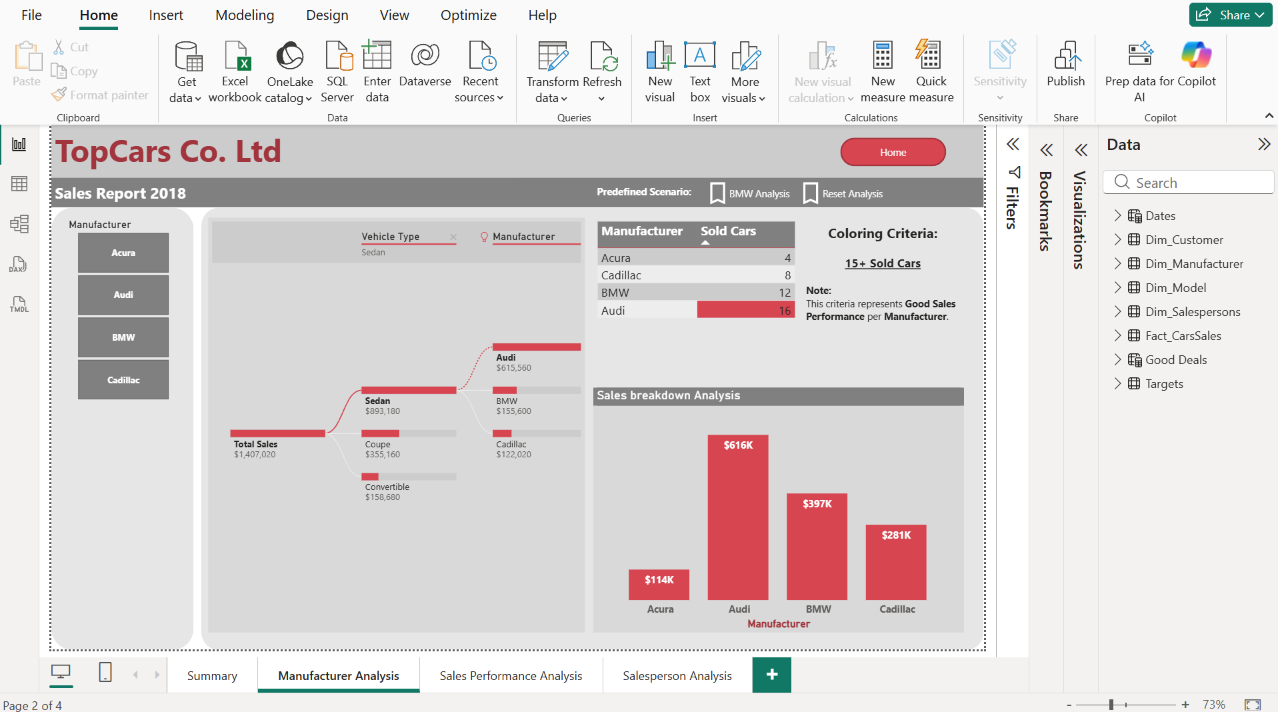 File Home Insert Modeling Design View Optimize Help Share
Paste
Cut
Copy
Format painter
Get data
Excel workbook
OneLake catalog
SQL Server
Enter data
Dataverse
Recent sources
Transform data
Refresh
New visual
Text box
More visuals
New visual calculation
New measure
Quick measure
Sensitivity
Publish
Prep data for AI
Copilot
Clipboard Data Queries Insert Calculations Sensitivity Share Copilot
DAX
TMDL
TopCars Co. Ltd
Home
Sales Report 2018
Predefined Scenario: BMW Analysis Reset Analysis
Manufacturer
Acura
Audi
BMW
Cadillac
Vehicle Type
Sedan
Manufacturer
Total Sales
$1,407,020
Sedan
$893,180
Coupe
$355,160
Convertible
$158,680
Audi
$615,560
BMW
$155,600
Cadillac
$122,020
Manufacturer Sold Cars
Acura 4
Cadillac 8
BMW 12
Audi 16
Coloring Criteria:
15+ Sold Cars
Note:
This criteria represents Good Sales
Performance per Manufacturer.
Sales breakdown Analysis
$114K
$616K
$397K
$281K
Acura Audi BMW Cadillac
Manufacturer
Filters
Bookmarks
Visualizations
Data
Search
Dates
Dim_Customer
Dim_Manufacturer
Dim_Model
Dim_Salespersons
Fact_CarsSales
Good Deals
Targets
Summary Manufacturer Analysis Sales Performance Analysis Salesperson Analysis +
Page 2 of 4
- + 73%